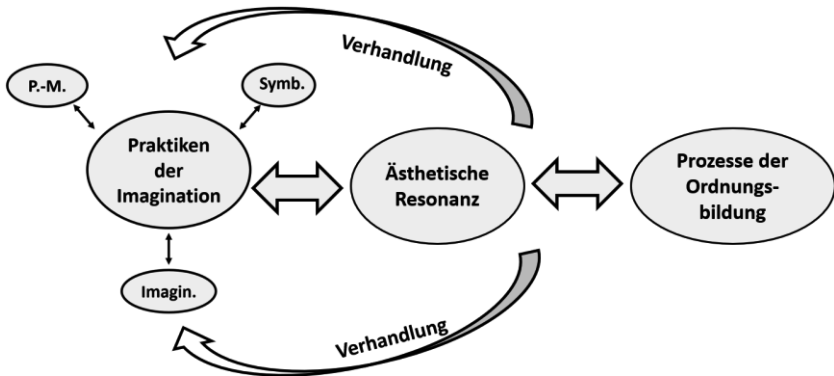 Verhandlung
P.-M.
Symb.
Praktiken
der
Imagination
Ästhetische
Resonanz
Prozesse der
Ordnungs-
bildung
Imagin.
Verhandlung